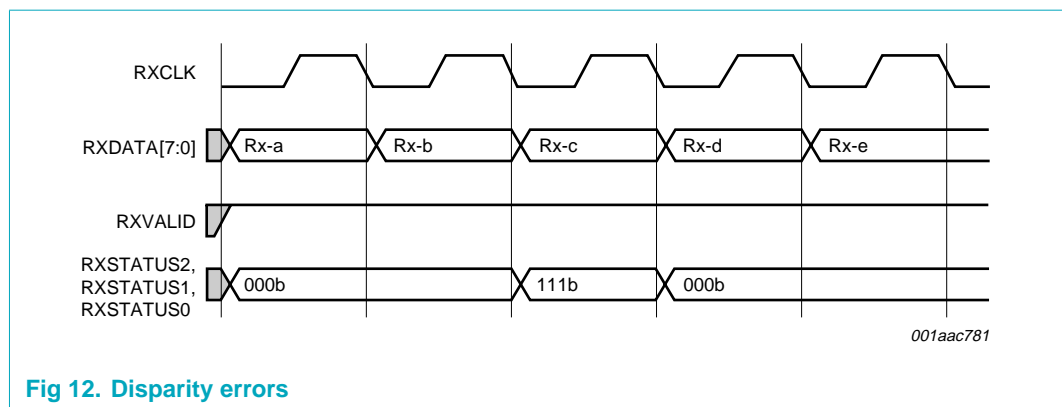 RXCLK
RXDATA[7:0]
Rx-a
Rx-b
Rx-c
Rx-d
Rx-e
RXVALID
RXSTATUS2,
RXSTATUS1,
RXSTATUS0
000b
111b
000b
001aac781
Fig 12. Disparity errors